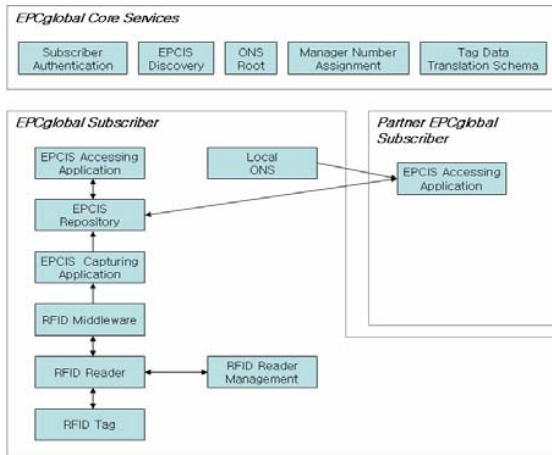 EPCglobal Core Services
Subscriber
Authentication
EPCIS
Discovery
ONS
Root
Manager Number
Assignment
Tag Data
Translation Schema
EPCglobal Subscriber
EPCIS Accessing
Application
Local
ONS
EPCIS
Repository
EPCIS Capturing
Application
RFID Middleware
RFID Reader
RFID Reader
Management
RFID Tag
Partner EPCglobal
Subscriber
EPCIS Accessing
Application